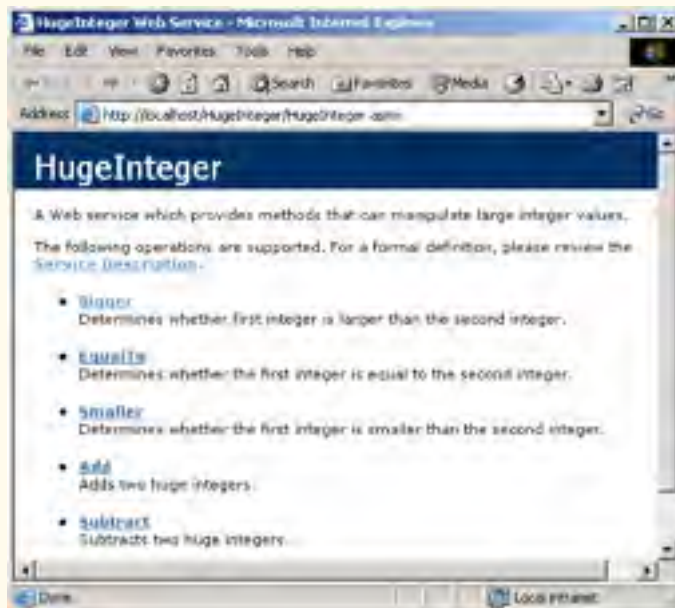 HugeInteger Web Service - Microsoft Internet Explorer
File Edit View Favorites Tools Help
Search Favorites Media
Address http://localhost/HugeInteger/HugeInteger.asmx Go
HugeInteger
A Web service which provides methods that can manipulate large integer values.
The following operations are supported. For a formal definition, please review the
Service Description.
• Bigger
Determines whether first integer is larger than the second integer.
• EqualTo
Determines whether the first integer is equal to the second integer.
• Smaller
Determines whether the first integer is smaller than the second integer.
• Add
Adds two huge integers.
• Subtract
Subtracts two huge integers.
Done Local intranet